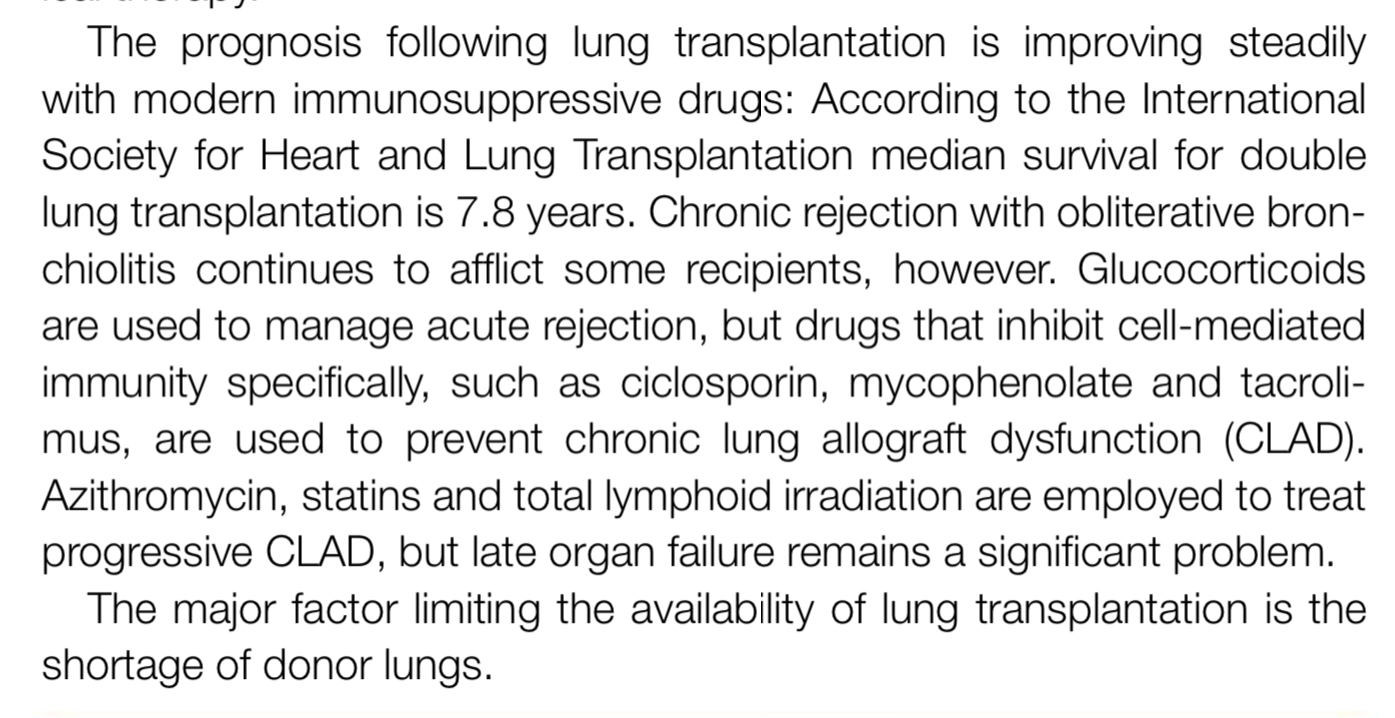 The prognosis following lung transplantation is improving steadily
with modern immunosuppressive drugs: According to the International
Society for Heart and Lung Transplantation median survival for double
lung transplantation is 7.8 years. Chronic rejection with obliterative bron-
chiolitis continues to afflict some recipients, however. Glucocorticoids
are used to manage acute rejection, but drugs that inhibit cell-mediated
immunity specifically, such as ciclosporin, mycophenolate and tacroli-
mus, are used to prevent chronic lung allograft dysfunction (CLAD).
Azithromycin, statins and total lymphoid irradiation are employed to treat
progressive CLAD, but late organ failure remains a significant problem.
The major factor limiting the availability of lung transplantation is the
shortage of donor lungs.